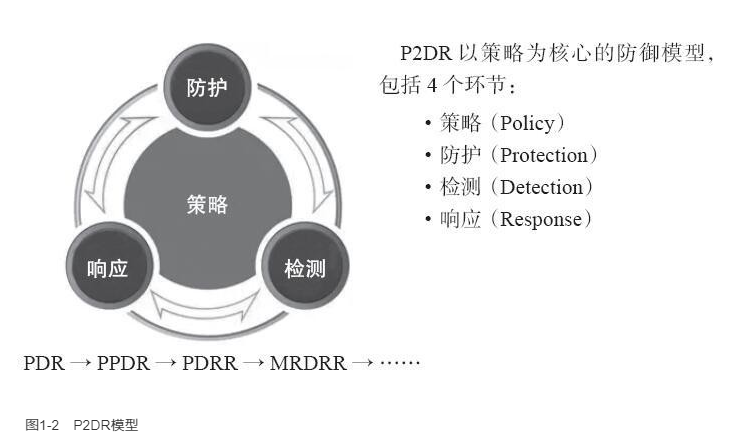 防护
策略
响应
检测
P2DR 以策略为核心的防御模型，
包括 4 个环节：
• 策略（Policy）
• 防护（Protection）
• 检测（Detection）
• 响应（Response）
PDR → PPDR → PDRR → MRDRR → ……
图1-2 P2DR模型